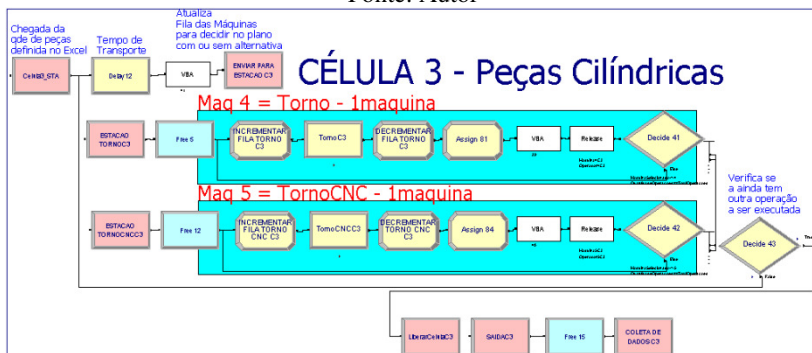 Fonte: Autor
Chegada da
qde de peças
definida no Excel
Tempo de
Transporte
Atualiza
Fila das Máquinas
para decidir no plano
com ou sem alternativa
Celula3_STA
Delay12
VBA
ENVIAR PARA
ESTACAO C3
CÉLULA 3 - Peças Cilíndricas
Maq 4 = Torno - 1maquina
ESTACAO
TORNOC3
Free 5
INCREMENTAR
FILA TORNO
C3
TornoC3
DECREMENTAR
FILA TORNO
C3
Assign 81
VBA
Release
Decide 41
Else
Maq 5 = TornoCNC - 1maquina
ESTACAO
TORNOCNCC3
Free 12
INCREMENTAR
FILA TORNO
CNC C3
TornoCNCC3
DECREMENTAR
TORNO CNC
C3
Assign 84
VBA
Release
Decide 42
Else
Verifica se
a ainda tem
outra operação
a ser executada
Decide 43
True
False
LiberarCelulaC3
SAIDAC3
Free 15
COLETA DE
DADOS C3